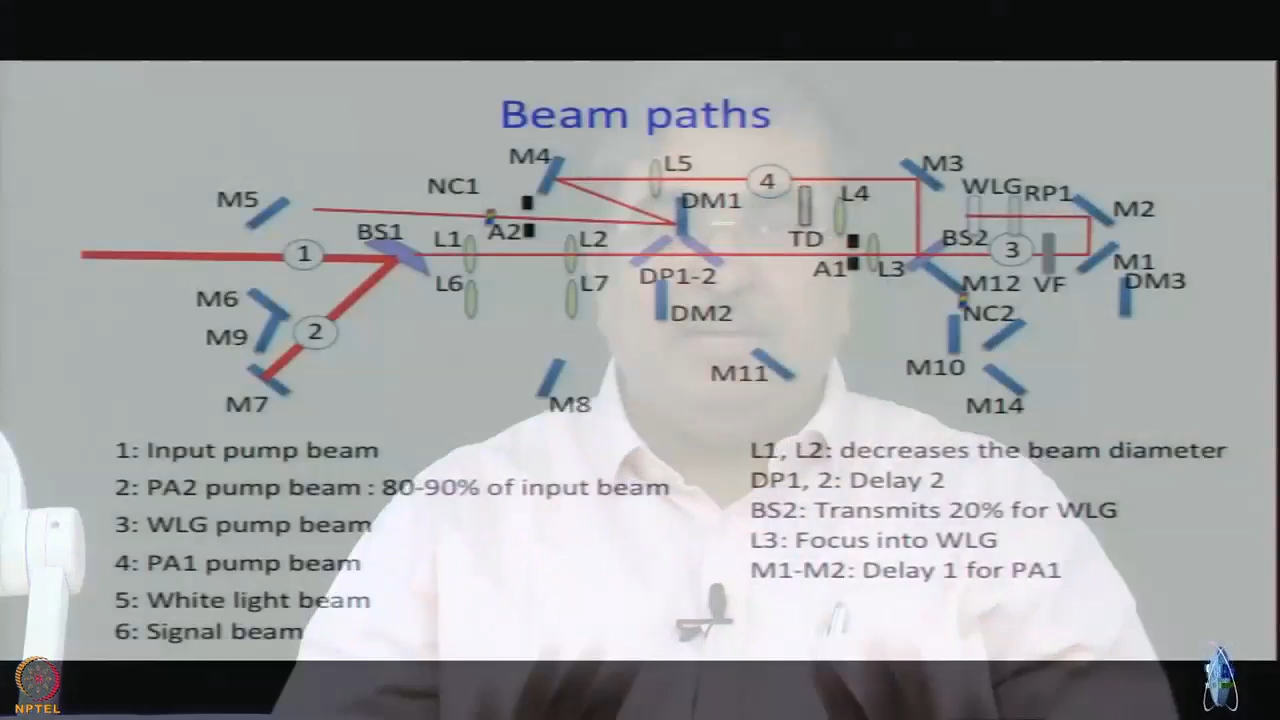 Beam paths
M4
L5
M3
NC1
4
WLG
RP1
M5
DM1
L4
M2
BS1
L1
A2
L2
TD
BS2
3
1
A1
L3
M1
L6
L7
DP1-2
M12
VF
DM3
M6
DM2
NC2
M9
2
M11
M10
M7
M8
M14
1: Input pump beam
2: PA2 pump beam : 80-90% of input beam
3: WLG pump beam
4: PA1 pump beam
5: White light beam
6: Signal beam
L1, L2: decreases the beam diameter
DP1, 2: Delay 2
BS2: Transmits 20% for WLG
L3: Focus into WLG
M1-M2: Delay 1 for PA1
NPTEL